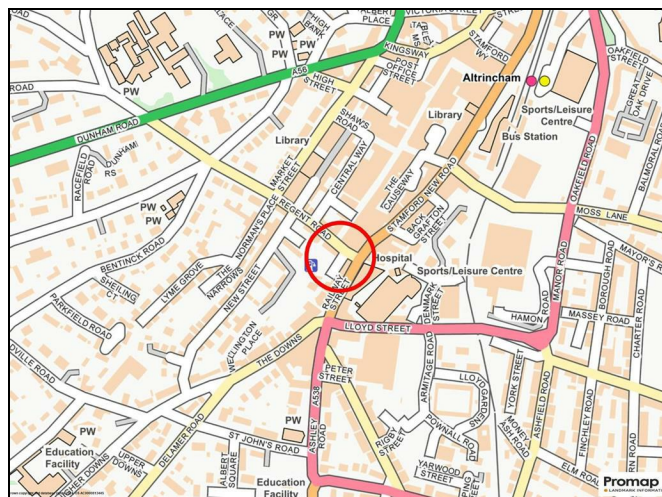 ALBERT
PLACE
VICTORIA STREET
HIGH
BANK
PW
PW
PW
KINGSWAY
STAMFORD
WY
A56
HIGH
STREET
POST
OFFICE
STREET
Altrincham
OAKFIELD
STREET
GREAT
OAK DRIVE
ROAD
PW
DUNHAM ROAD
DUNHAM
RS
RACEFIELD
ROAD
Library
SHAWS
ROAD
Library
Sports/Leisure
Centre
Bus Station
OAKFIELD ROAD
BALMORAL ROAD
MARKET
STREET
CENTRAL WAY
THE
CAUSEWAY
STAMFORD NEW ROAD
MOSS LANE
PW
PW
BENTINCK ROAD
NORMAN'S PLACE
REGENT ROAD
BACK
GRAFTON
STREET
MAYOR'S R
SHEILING
CT
LYME GROVE
THE
NARROWS
NEW STREET
Hospital
Sports/Leisure Centre
MANOR ROAD
BOROUGH ROAD
PARKFIELD ROAD
RAILWAY
STREET
DENMARK
STREET
HAMON
ROAD
MASSEY ROAD
CHARTER ROAD
LLOYD STREET
WELLINGTON
PLACE
THE DOWNS
PETER
STREET
ARMITAGE ROAD
LLOYD
GARDENS
YORK STREET
ASHFIELD ROAD
FINCHLEY ROAD
DELAMER ROAD
ASHLEY
ROAD
A538
PW
PW
ST JOHN'S ROAD
RIGBY
STREET
POWNALL ROAD
MONEY
ASH ROAD
ELM ROAD
Education
Facility
UPPER
DOWNS
ALBERT
SQUARE
Education
Facility
YARWOOD
STREET
Promap
LANDMARK INFORMATION